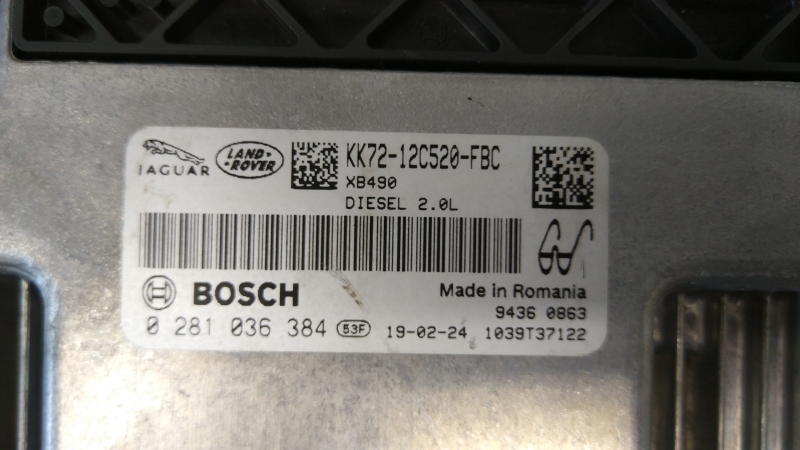 JAGUAR LAND ROVER KK72-12C520-FBC
XB490
DIESEL 2.0L
BOSCH Made in Romania
9436 0863
0 281 036 384 53F 19-02-24 1039T37122